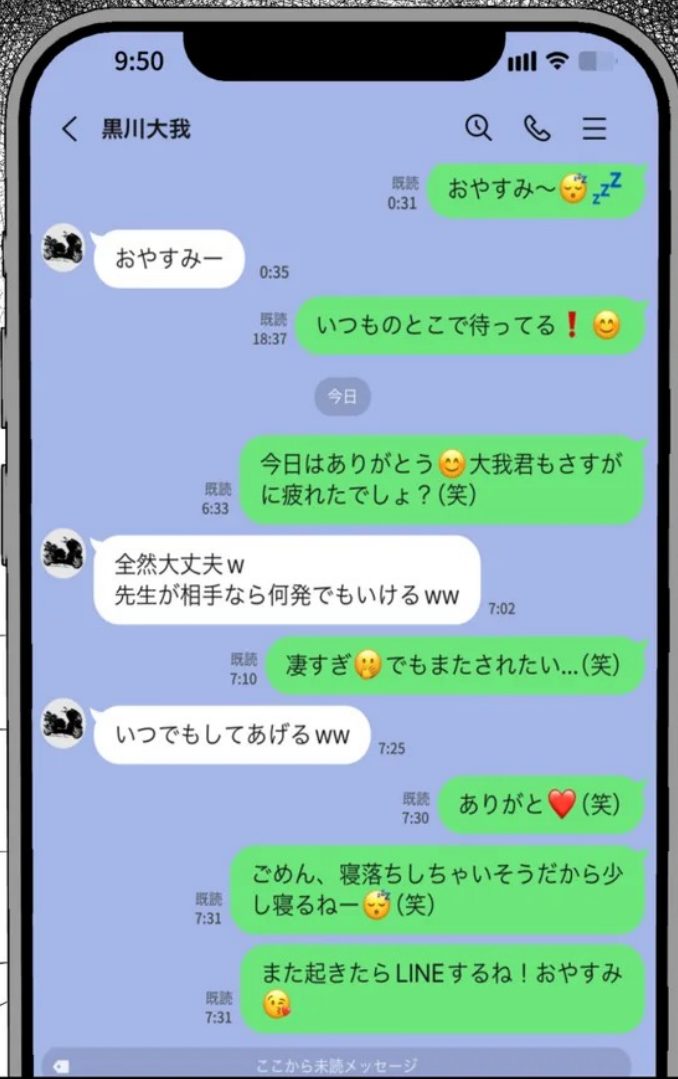 9:50
黒川大我
おやすみ〜😴💤
既読
0:31
おやすみー
0:35
いつものとこで待ってる❗😊
既読
18:37
今日
今日はありがとう😊大我君もさすが
に疲れたでしょ？(笑)
既読
6:33
全然大丈夫w
先生が相手なら何発でもいけるww
7:02
凄すぎ🫢でもまたされたい...(笑)
既読
7:10
いつでもしてあげるww
7:25
ありがと❤️(笑)
既読
7:30
ごめん、寝落ちしちゃいそうだから少
し寝るねー😴(笑)
既読
7:31
また起きたらLINEするね！おやすみ
😘
既読
7:31
ここから未読メッセージ